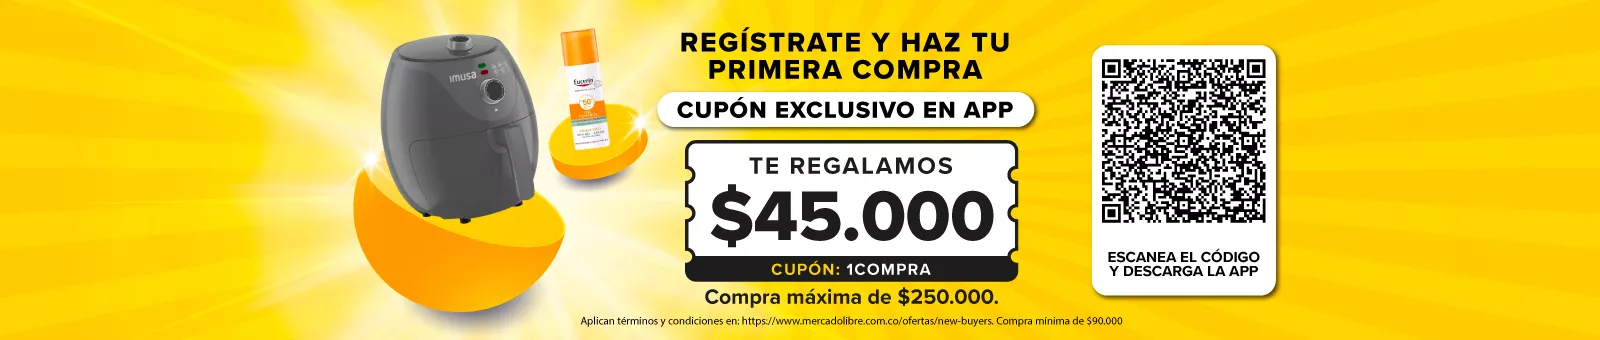 REGÍSTRATE Y HAZ TU
PRIMERA COMPRA
CUPÓN EXCLUSIVO EN APP
TE REGALAMOS
$45.000
CUPÓN: 1COMPRA
Compra máxima de $250.000.
Aplican términos y condiciones en: https://www.mercadolibre.com.co/ofertas/new-buyers. Compra mínima de $90.000
ESCANEA EL CÓDIGO
Y DESCARGA LA APP
imusa
Eucerin
50+